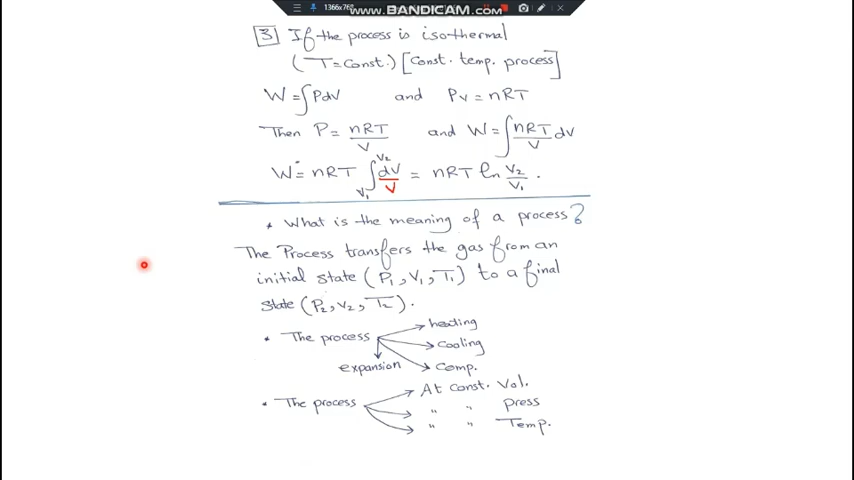 1366x768
www.BANDICAM.com
3 If the process is isothermal
(T=Const.) [Const. temp. process]
W = ∫PdV and PV = nRT
Then P = nRT/V and W = ∫ nRT/V dV
W = nRT ∫V1V2 dV/V = nRT ln V2/V1 .
* What is the meaning of a process?
The Process transfers the gas from an
initial state (P1, V1, T1) to a final
state (P2, V2, T2).
* The process heating
cooling
expansion Comp.
* The process At Const. Vol.
" " press
" " Temp.